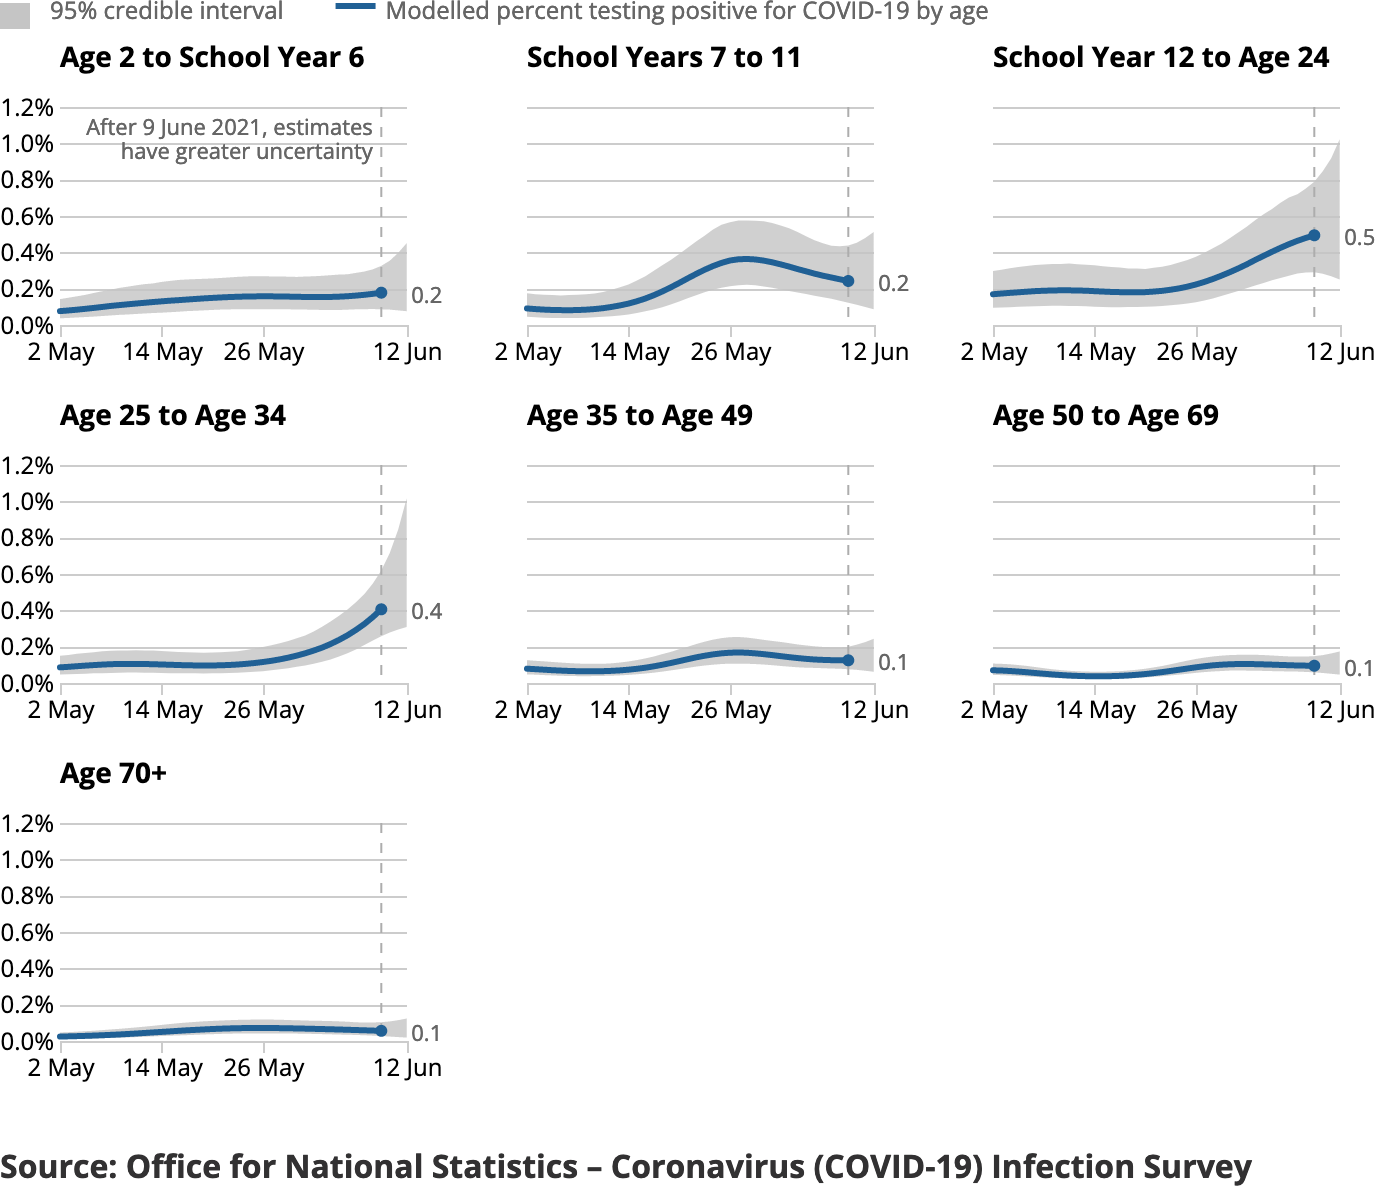 95% credible interval Modelled percent testing positive for COVID-19 by age
Age 2 to School Year 6 School Years 7 to 11 School Year 12 to Age 24
1.2%
After 9 June 2021, estimates
1.0%
have greater uncertainty
0.8%
0.6%
0.4%
0.5
0.2%
0.2
0.2
0.0%
2 May 14 May 26 May 12 Jun 2 May 14 May 26 May 12 Jun 2 May 14 May 26 May 12 Jun
Age 25 to Age 34 Age 35 to Age 49 Age 50 to Age 69
1.2%
1.0%
0.8%
0.6%
0.4%
0.4
0.2%
0.1
0.1
0.0%
2 May 14 May 26 May 12 Jun 2 May 14 May 26 May 12 Jun 2 May 14 May 26 May 12 Jun
Age 70+
1.2%
1.0%
0.8%
0.6%
0.4%
0.2%
0.1
0.0%
2 May 14 May 26 May 12 Jun
Source: Office for National Statistics – Coronavirus (COVID-19) Infection Survey